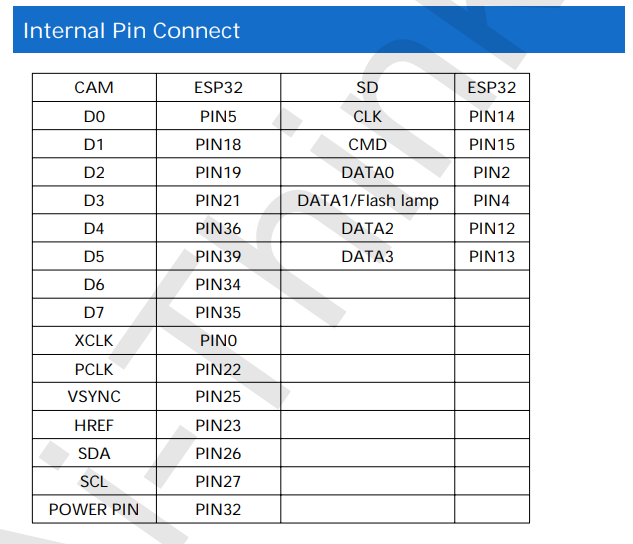 Internal Pin Connect
CAM ESP32 SD ESP32
D0 PIN5 CLK PIN14
D1 PIN18 CMD PIN15
D2 PIN19 DATA0 PIN2
D3 PIN21 DATA1/Flash lamp PIN4
D4 PIN36 DATA2 PIN12
D5 PIN39 DATA3 PIN13
D6 PIN34
D7 PIN35
XCLK PIN0
PCLK PIN22
VSYNC PIN25
HREF PIN23
SDA PIN26
SCL PIN27
POWER PIN PIN32
Ai-Think